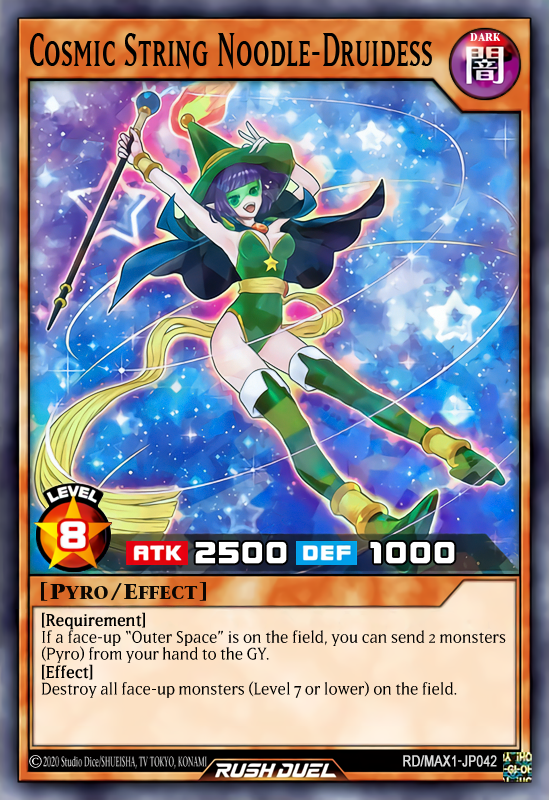 Cosmic String Noodle-Druidess
DARK
闇
LEVEL
8
ATK 2500 DEF 1000
[Pyro/Effect]
[Requirement]
If a face-up “Outer Space” is on the field, you can send 2 monsters
(Pyro) from your hand to the GY.
[Effect]
Destroy all face-up monsters (Level 7 or lower) on the field.
©2020 Studio Dice/SHUEISHA, TV TOKYO, KONAMI
RUSH DUEL
RD/MAX1-JP042